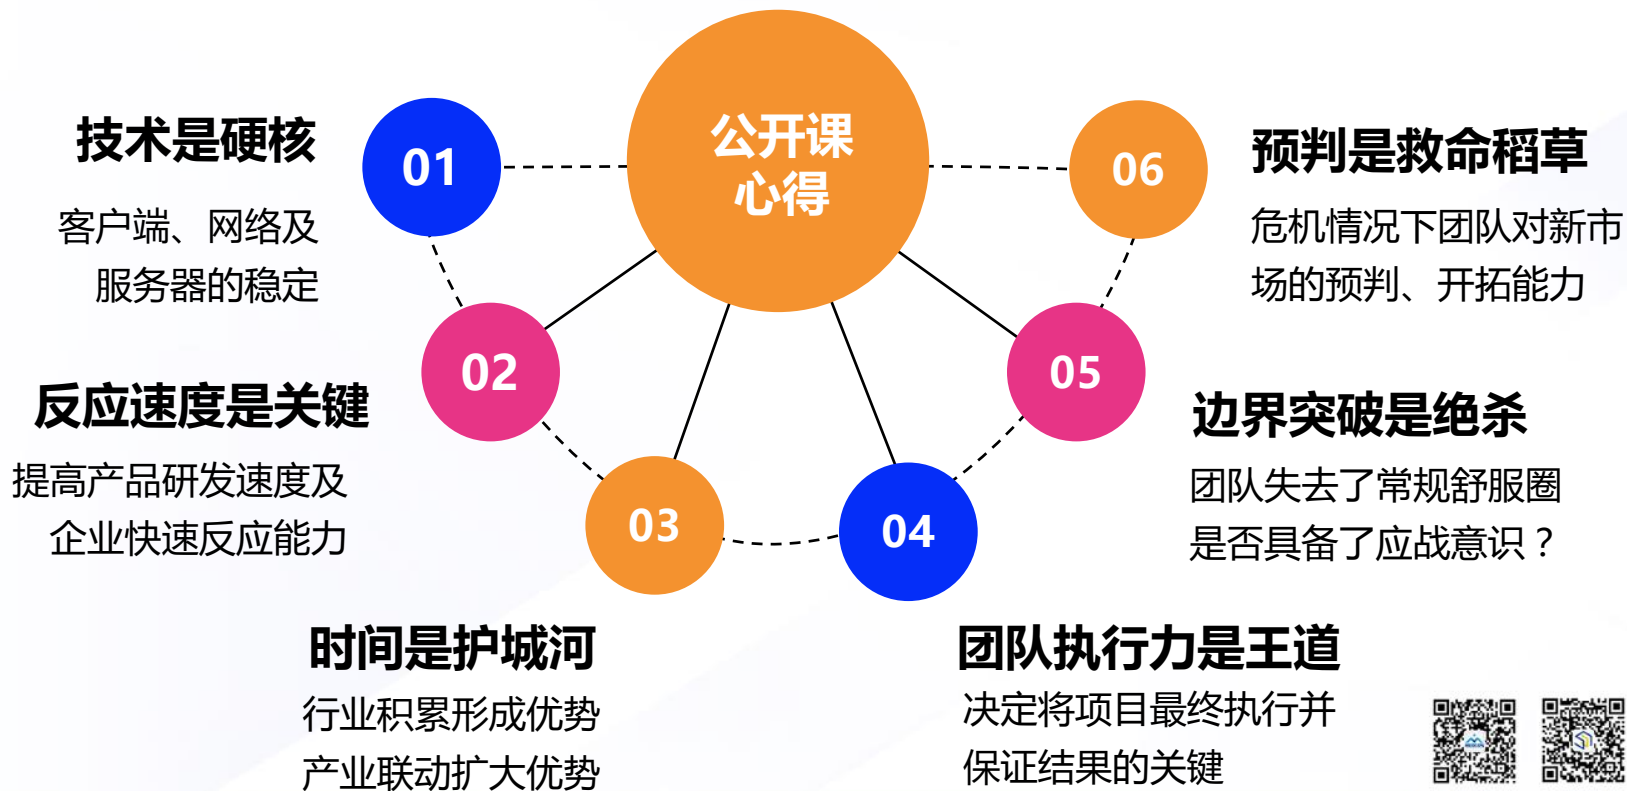 公开课
心得
01
技术是硬核
客户端、网络及
服务器的稳定
02
反应速度是关键
提高产品研发速度及
企业快速反应能力
03
时间是护城河
行业积累形成优势
产业联动扩大优势
04
团队执行力是王道
决定将项目最终执行并
保证结果的关键
05
边界突破是绝杀
团队失去了常规舒服圈
是否具备了应战意识？
06
预判是救命稻草
危机情况下团队对新市
场的预判、开拓能力